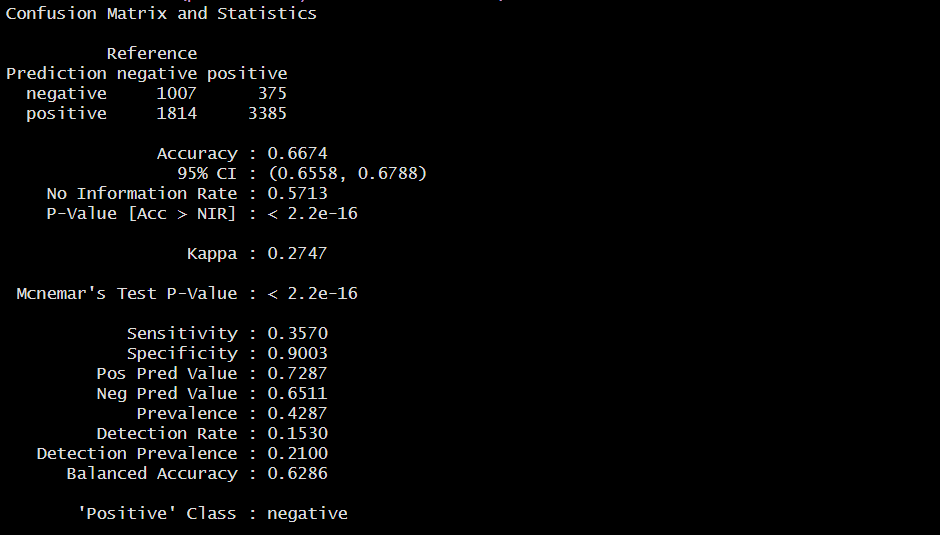 Confusion Matrix and Statistics
Reference
Prediction negative positive
negative 1007 375
positive 1814 3385
Accuracy : 0.6674
95% CI : (0.6558, 0.6788)
No Information Rate : 0.5713
P-Value [Acc > NIR] : < 2.2e-16
Kappa : 0.2747
Mcnemar's Test P-Value : < 2.2e-16
Sensitivity : 0.3570
Specificity : 0.9003
Pos Pred Value : 0.7287
Neg Pred Value : 0.6511
Prevalence : 0.4287
Detection Rate : 0.1530
Detection Prevalence : 0.2100
Balanced Accuracy : 0.6286
'Positive' Class : negative